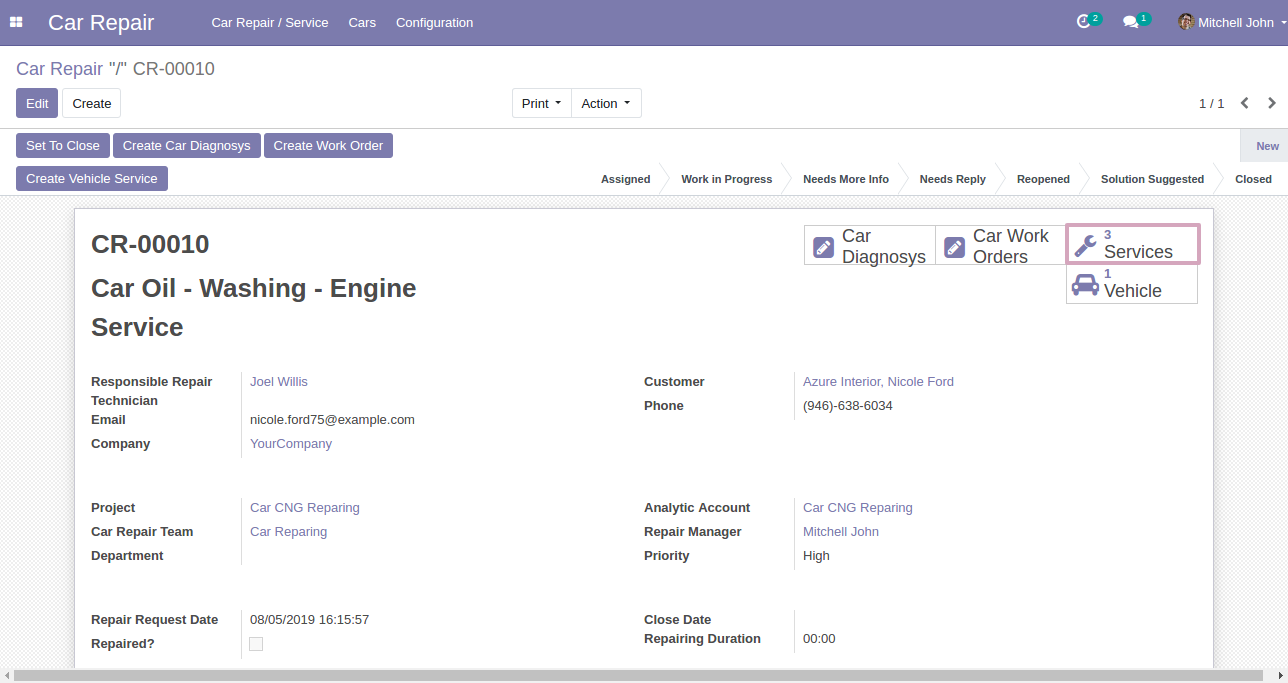 Car Repair
Car Repair / Service
Cars
Configuration
2
1
Mitchell John
Car Repair "/" CR-00010
Edit
Create
Print
Action
1 / 1
Set To Close
Create Car Diagnosys
Create Work Order
New
Create Vehicle Service
Assigned
Work in Progress
Needs More Info
Needs Reply
Reopened
Solution Suggested
Closed
CR-00010
Car
Diagnosys
Car Work
Orders
3
Services
1
Vehicle
Car Oil - Washing - Engine
Service
Responsible Repair
Technician
Joel Willis
Customer
Azure Interior, Nicole Ford
Email
nicole.ford75@example.com
Phone
(946)-638-6034
Company
YourCompany
Project
Car CNG Reparing
Analytic Account
Car CNG Reparing
Car Repair Team
Car Reparing
Repair Manager
Mitchell John
Department
Priority
High
Repair Request Date
08/05/2019 16:15:57
Close Date
Repaired?
Repairing Duration
00:00